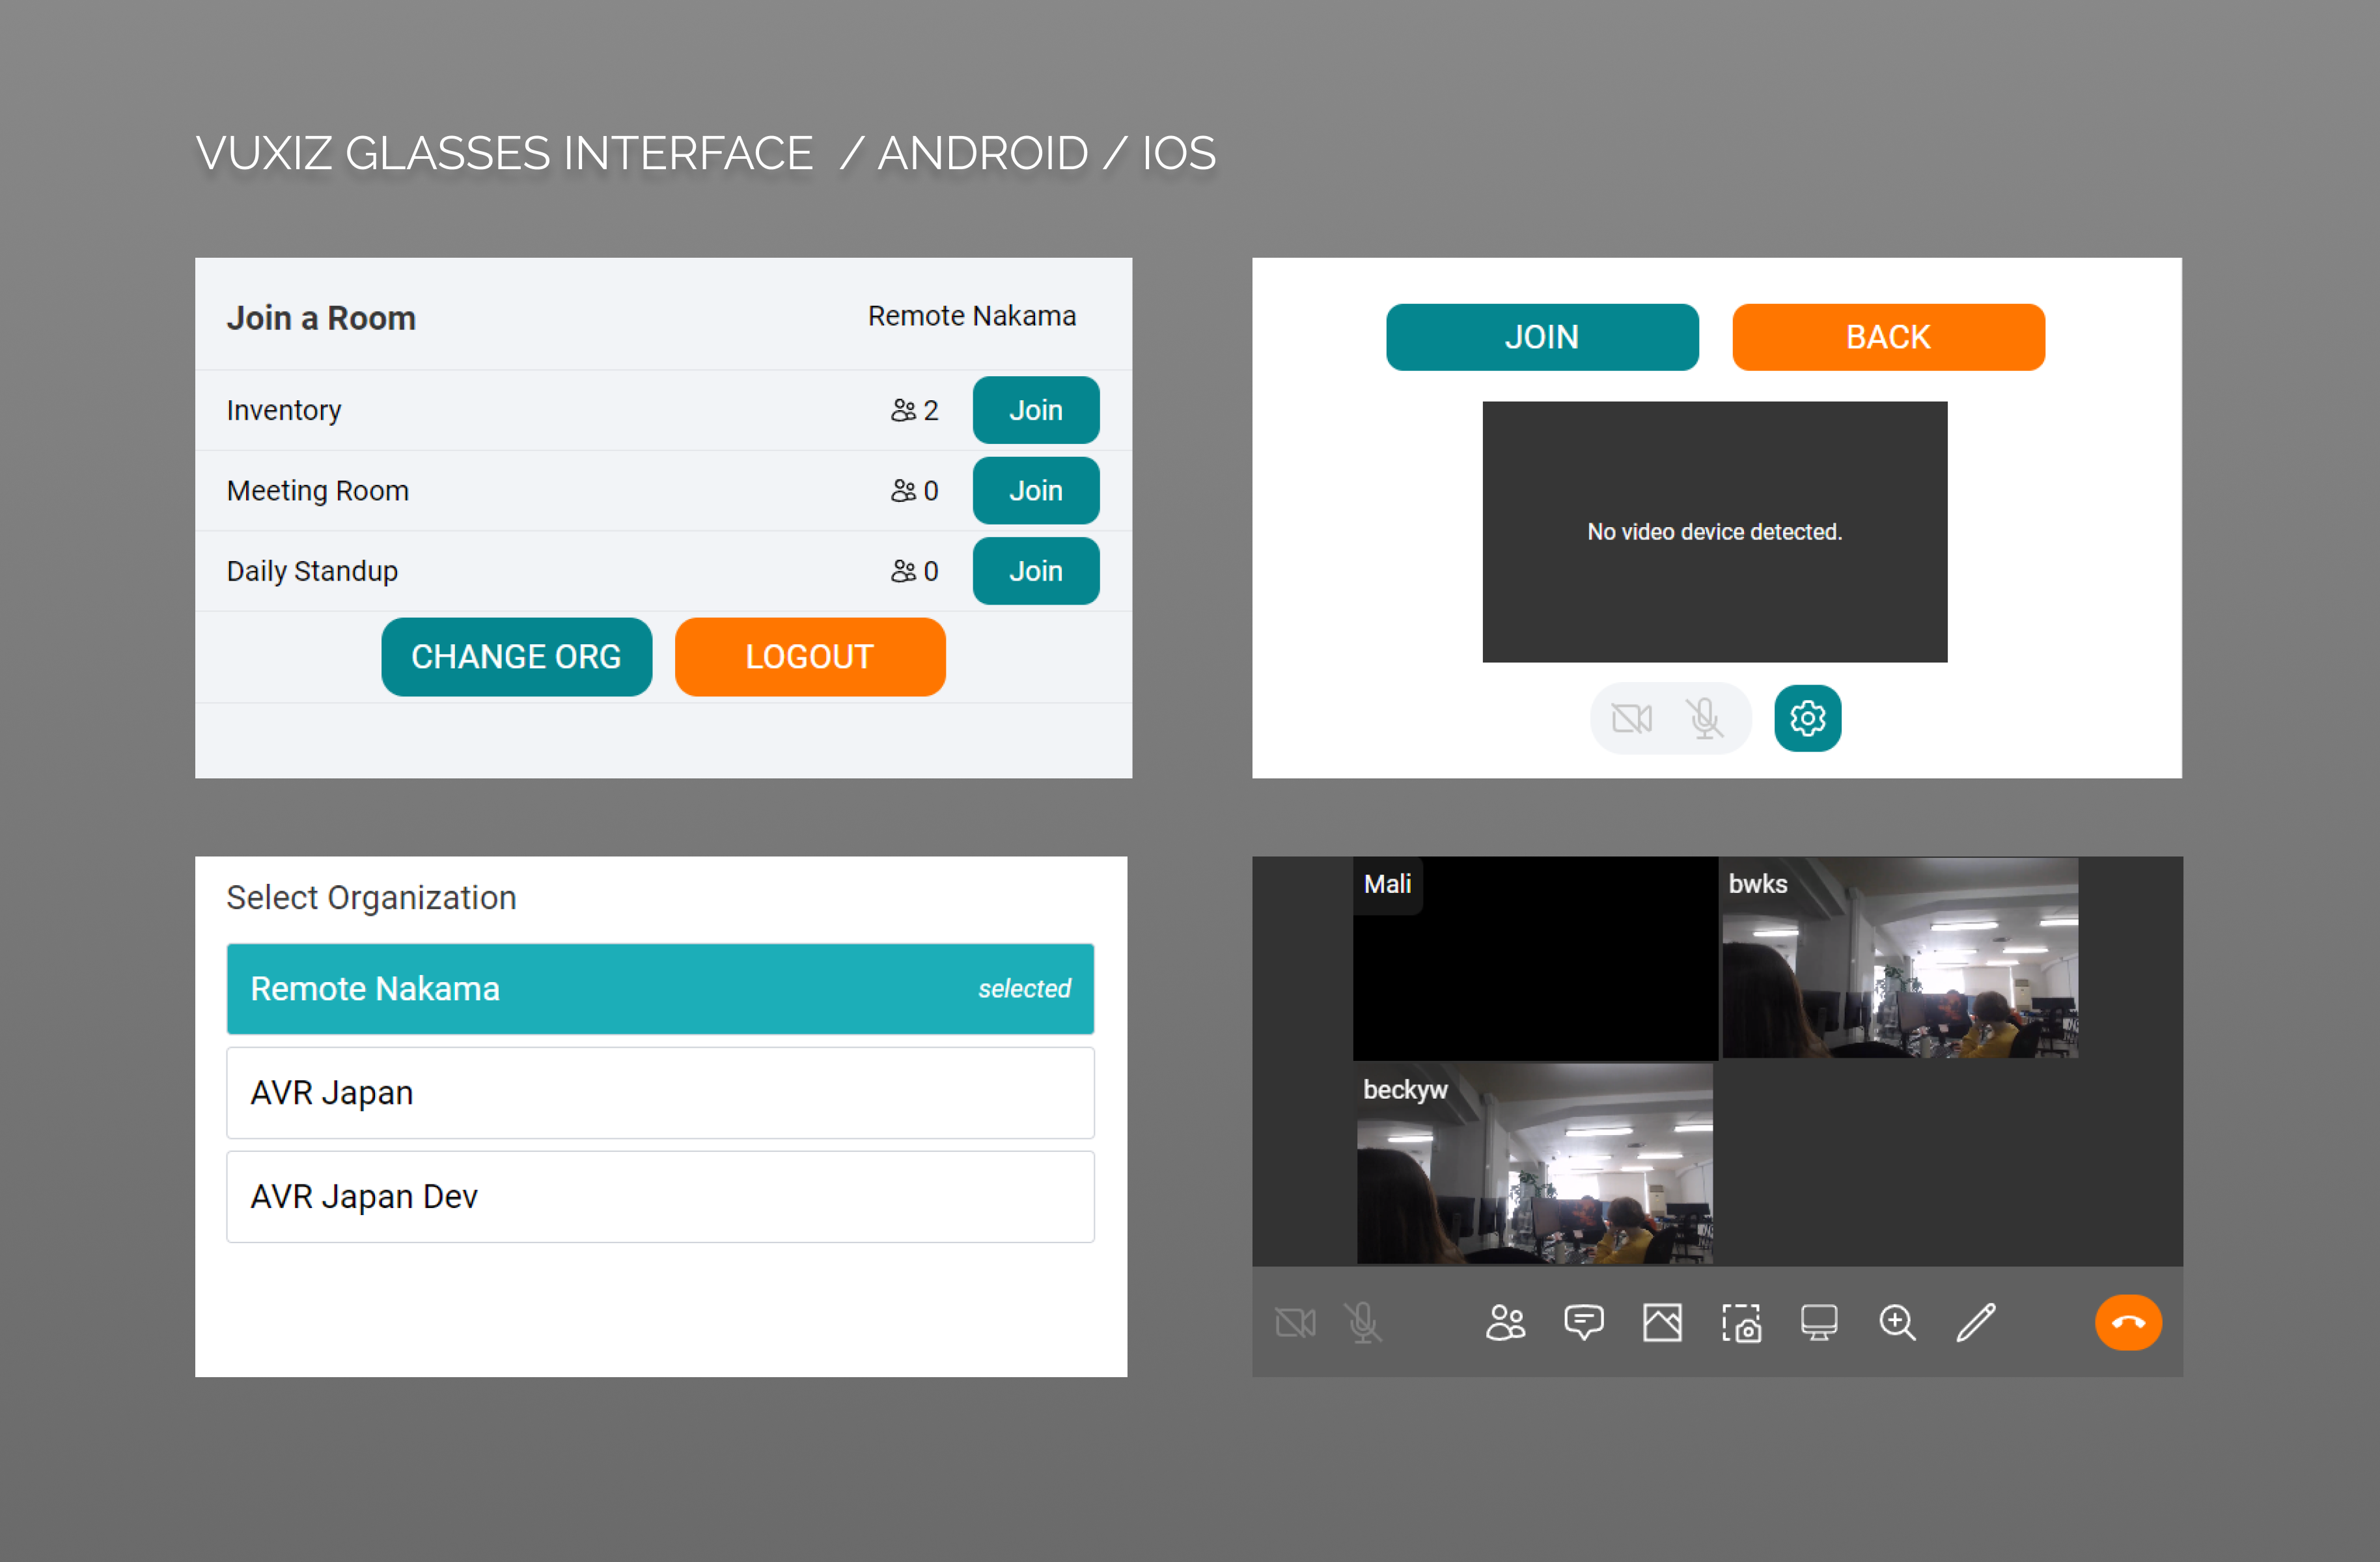 VUXIZ GLASSES INTERFACE / ANDROID / IOS
Join a Room
Remote Nakama
Inventory 2 Join
Meeting Room 0 Join
Daily Standup 0 Join
CHANGE ORG LOGOUT
JOIN BACK
No video device detected.
Select Organization
Remote Nakama selected
AVR Japan
AVR Japan Dev
Mali
bwks
beckyw